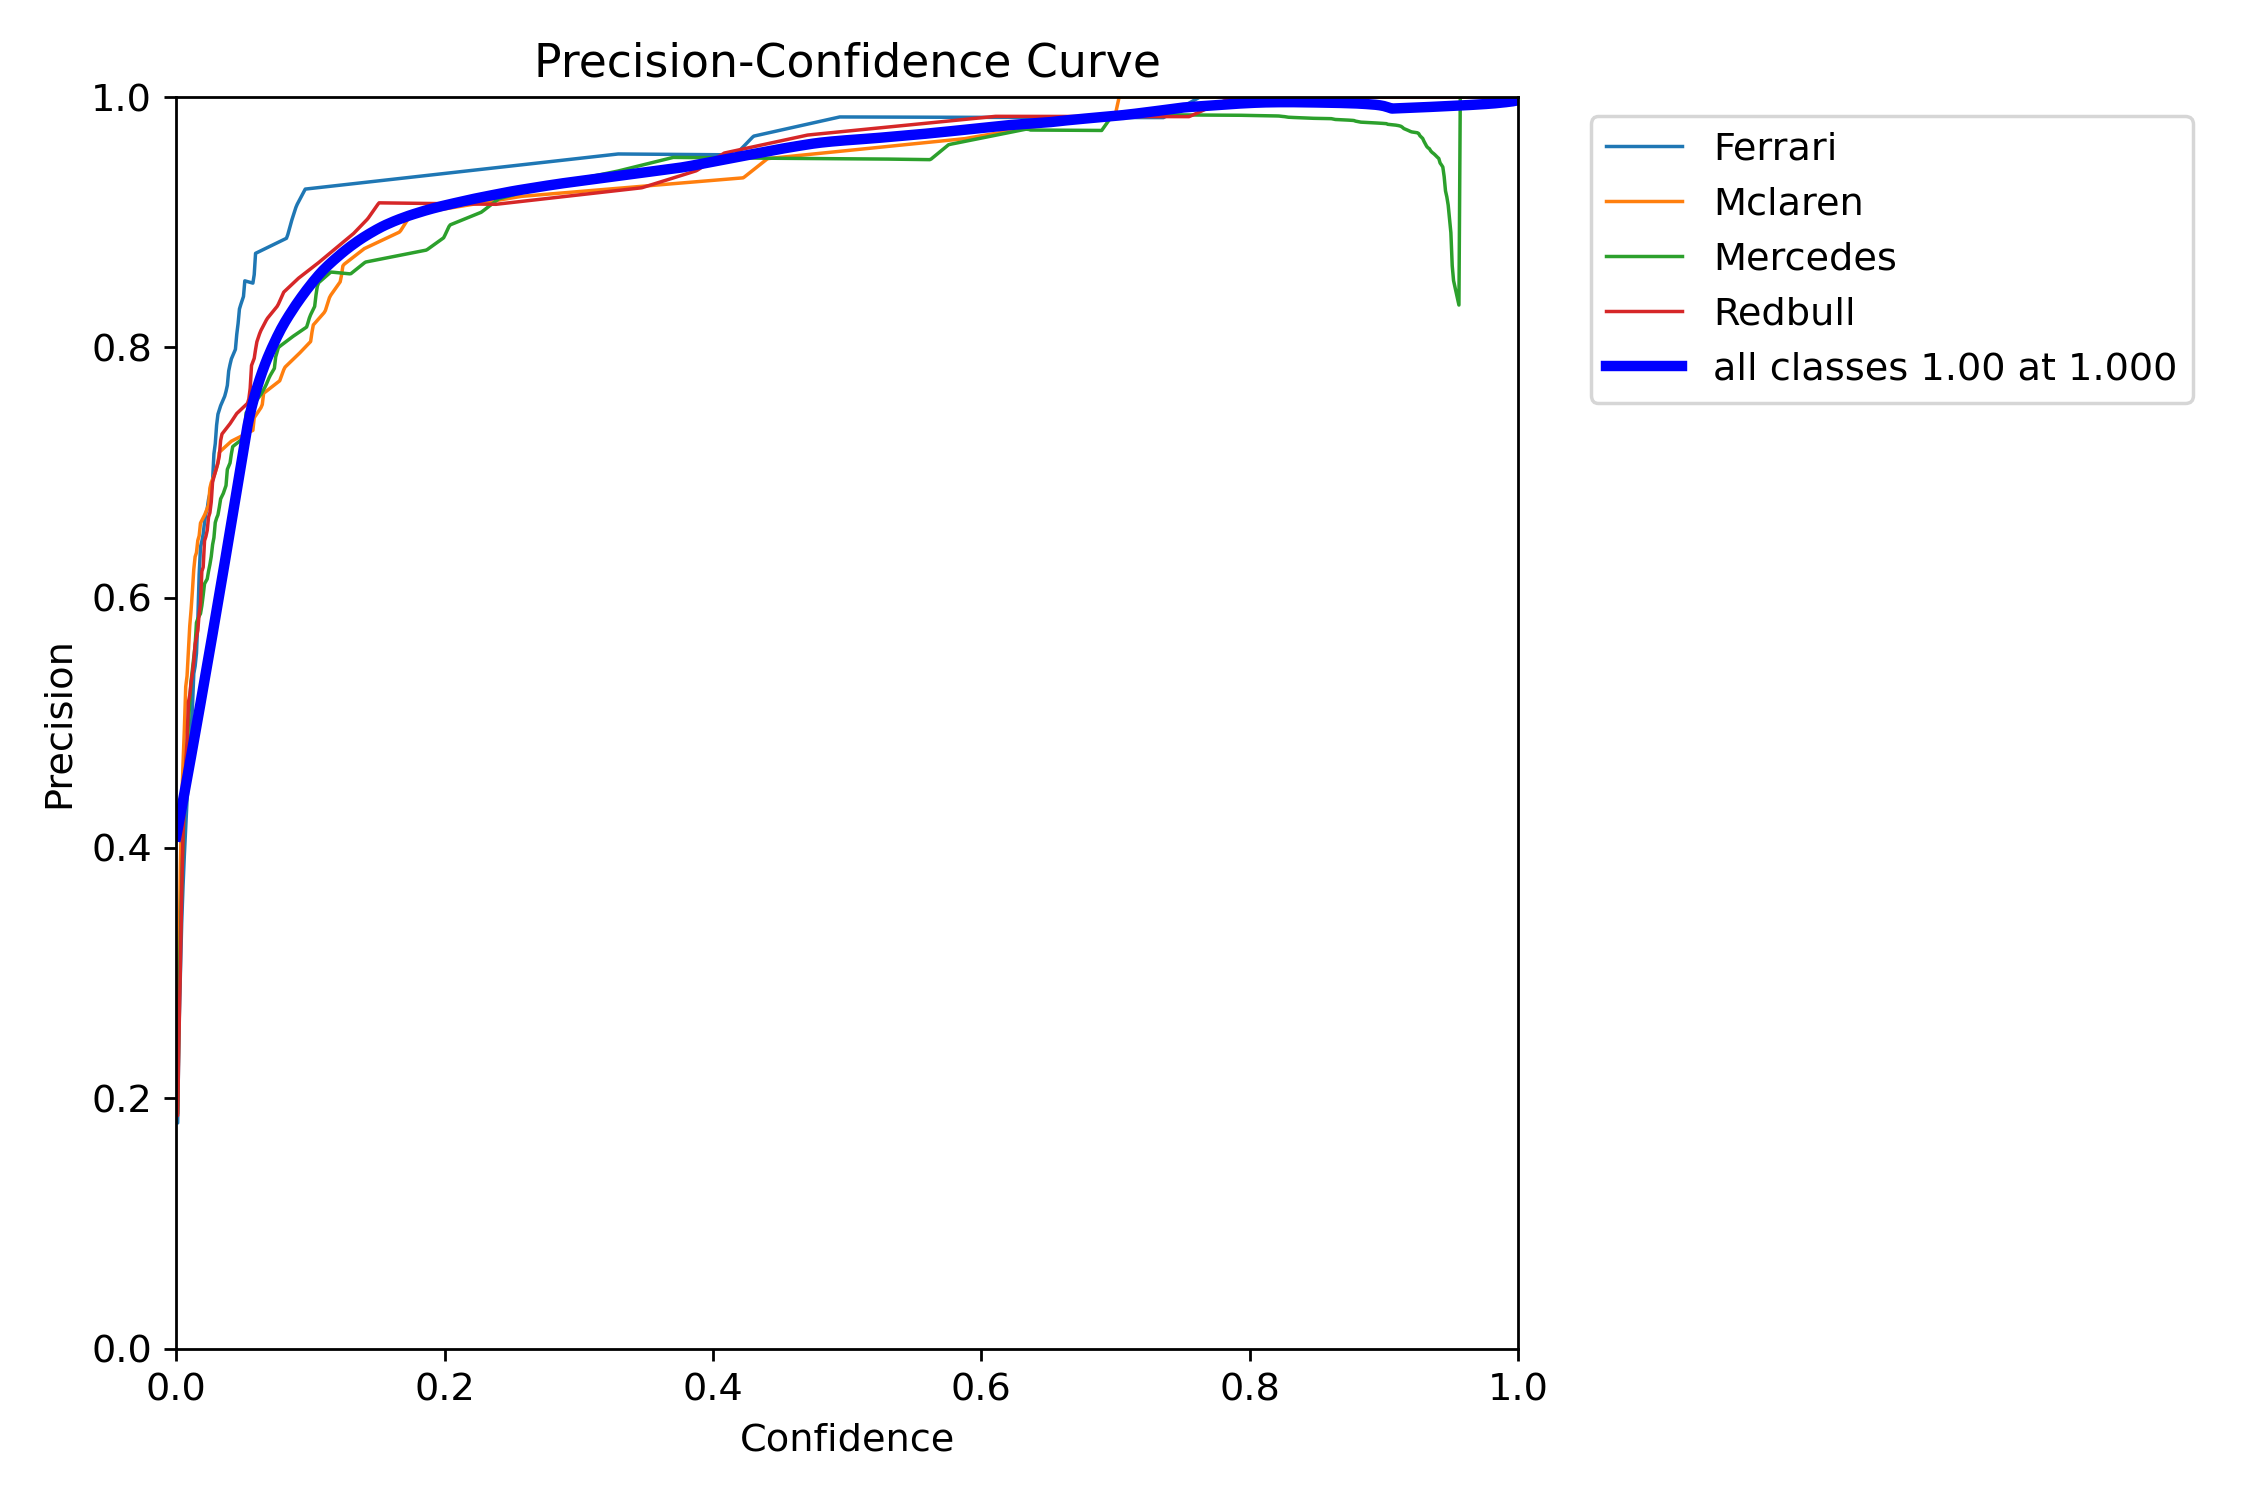 Precision-Confidence Curve
1.0
0.8
0.6
0.4
0.2
0.0
Precision
0.0 0.2 0.4 0.6 0.8 1.0
Confidence
Ferrari
Mclaren
Mercedes
Redbull
all classes 1.00 at 1.000